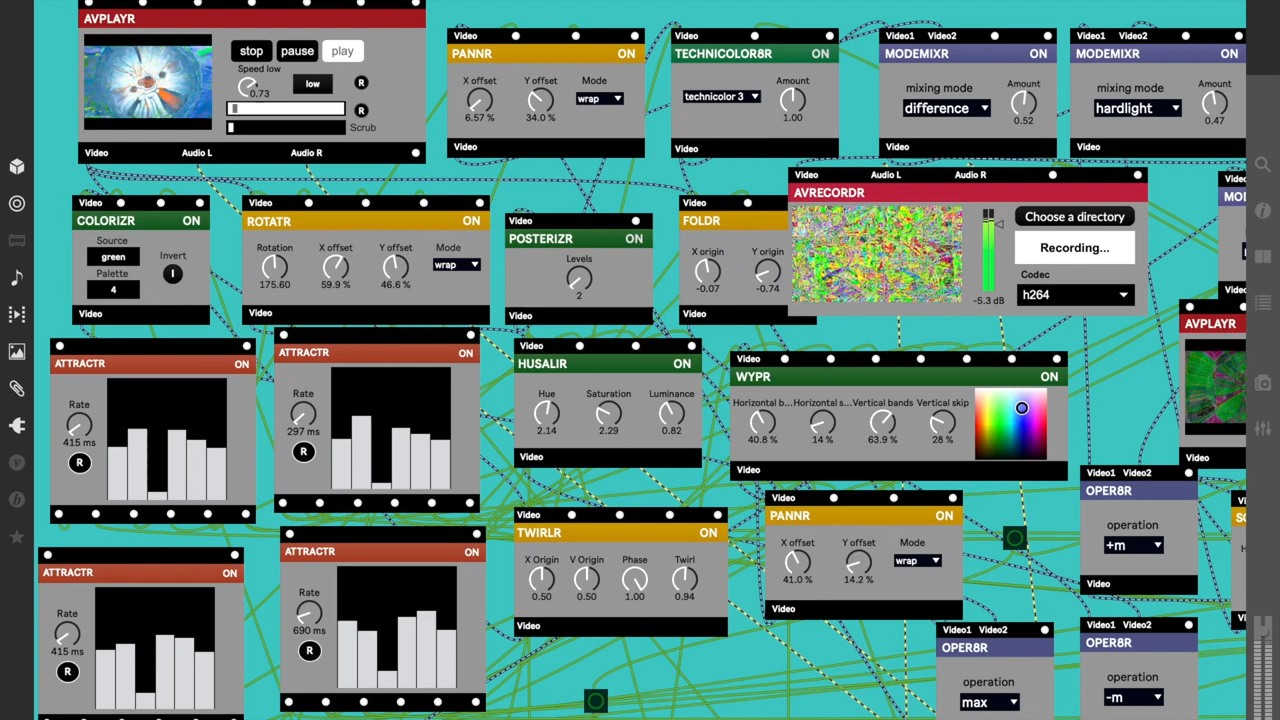 AVPLAYR
stop pause play
Speed low
0.73
low
R
R
Scrub
Video Audio L Audio R
Video
PANNR ON
X offset Y offset Mode
6.57 % 34.0 % wrap
Video
Video
TECHNICOLOR8R ON
technicolor 3
Amount
1.00
Video
Video1 Video2
MODEMIXR ON
mixing mode Amount
difference
0.52
Video
Video1 Video2
MODEMIXR ON
mixing mode Amount
hardlight
0.47
Video
Video
COLORIZR ON
Source
green
Invert
Palette
I
4
Video
Video
ROTATR ON
Rotation X offset Y offset Mode
wrap
175.60 59.9 % 46.6 %
Video
Video
POSTERIZR ON
Levels
2
Video
Video
FOLDR
X origin Y origin
-0.07 -0.74
Video
Video Audio L Audio R
AVRECORDR
Choose a directory
Recording...
Codec
h264
-5.3 dB
ATTRACTR ON
Rate
415 ms
R
ATTRACTR ON
Rate
297 ms
R
Video
HUSALIR ON
Hue Saturation Luminance
2.14 2.29 0.82
Video
Video
WYPR ON
Horizontal b... Horizontal s... Vertical bands Vertical skip
40.8 % 14 % 63.9 % 28 %
Video
AVPLAYR
Video
ATTRACTR ON
Rate
415 ms
R
ATTRACTR ON
Rate
690 ms
R
Video
TWIRLR ON
X Origin V Origin Phase Twirl
0.50 0.50 1.00 0.94
Video
Video
PANNR ON
X offset Y offset Mode
wrap
41.0 % 14.2 %
Video
Video1 Video2
OPER8R
operation
+m
Video
Video1 Video2
OPER8R
operation
max
Video1 Video2
OPER8R
operation
-m